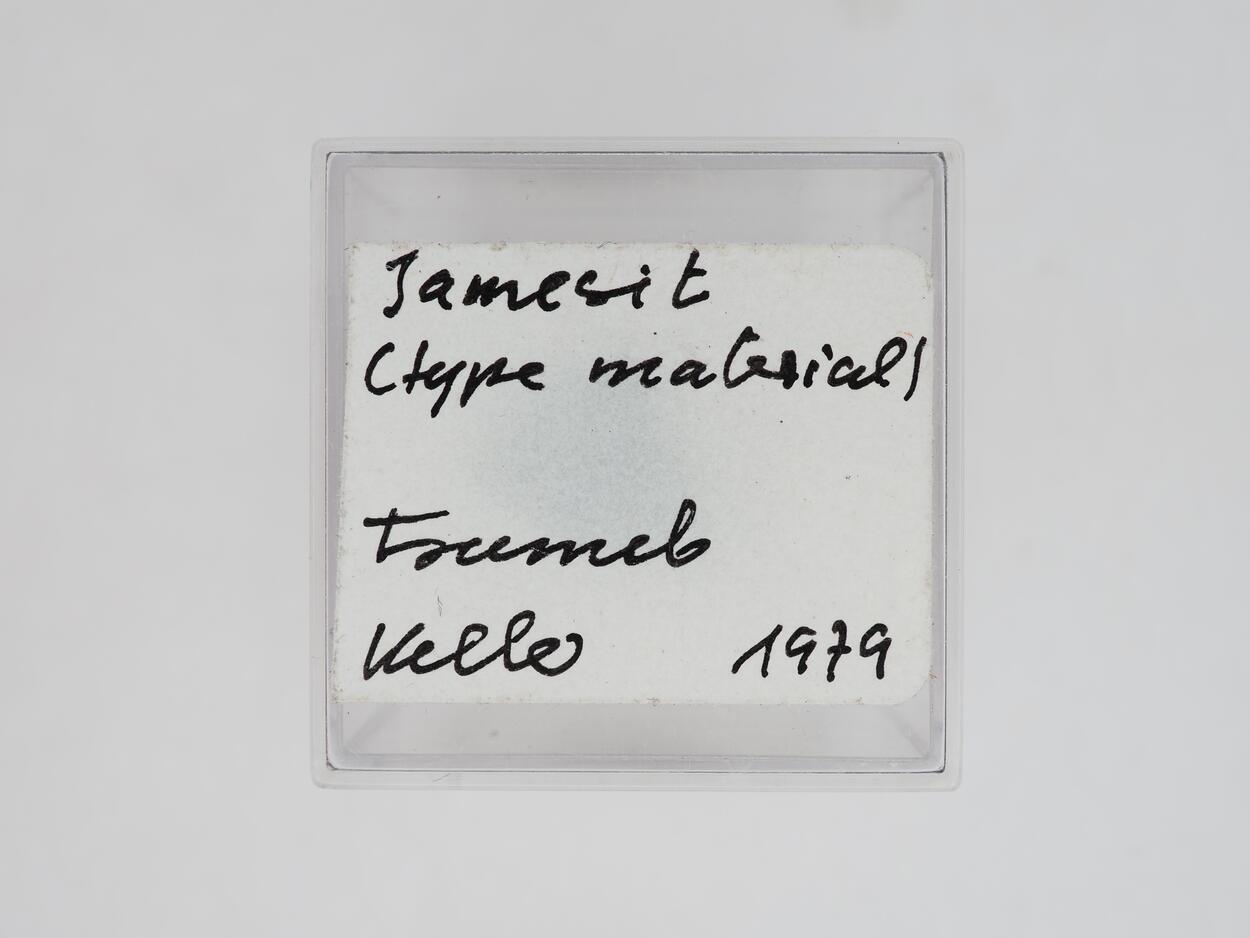 Jamesit
(type material)
Tsumeb
Keller 1979